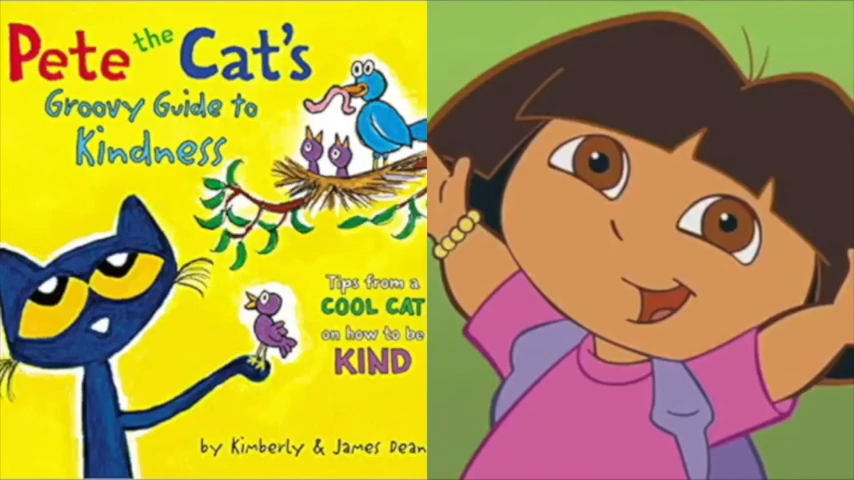 Pete the Cat's
Groovy Guide to
Kindness
Tips from a
COOL CAT
on how to be
KIND
by Kimberly & James Dean